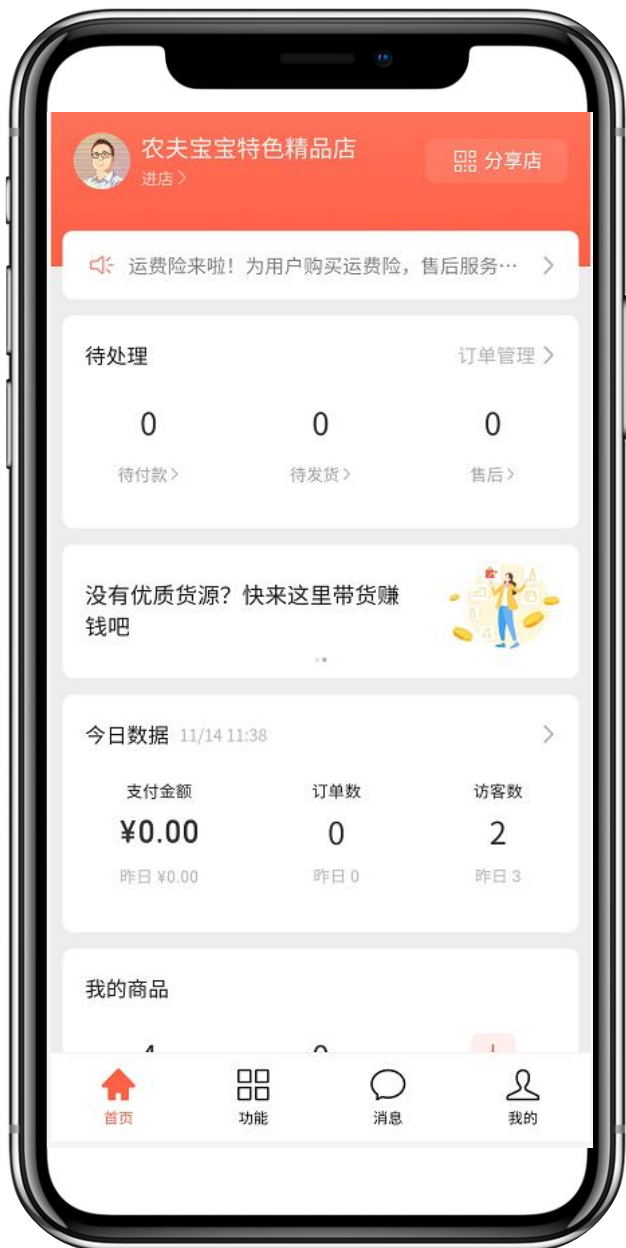 农夫宝宝特色精品店
进店
分享店
运费险来啦！为用户购买运费险，售后服务…
待处理
订单管理
0
0
0
待付款
待发货
售后
没有优质货源？快来这里带货赚
钱吧
今日数据 11/14 11:38
支付金额
订单数
访客数
¥0.00
0
2
昨日 ¥0.00
昨日 0
昨日 3
我的商品
首页
功能
消息
我的